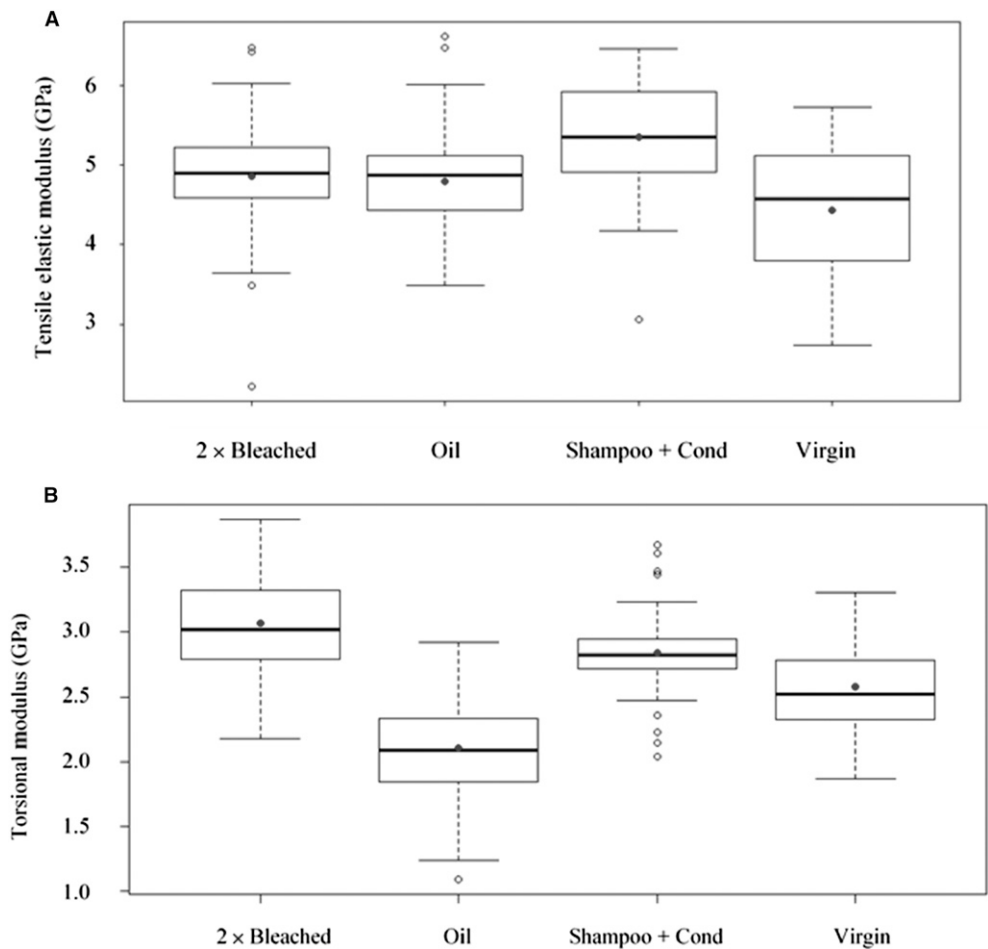 A
Tensile elastic modulus (GPa)
6
5
4
3
2 × Bleached
Oil
Shampoo + Cond
Virgin
B
Torsional modulus (GPa)
3.5
3.0
2.5
2.0
1.5
1.0
2 × Bleached
Oil
Shampoo + Cond
Virgin